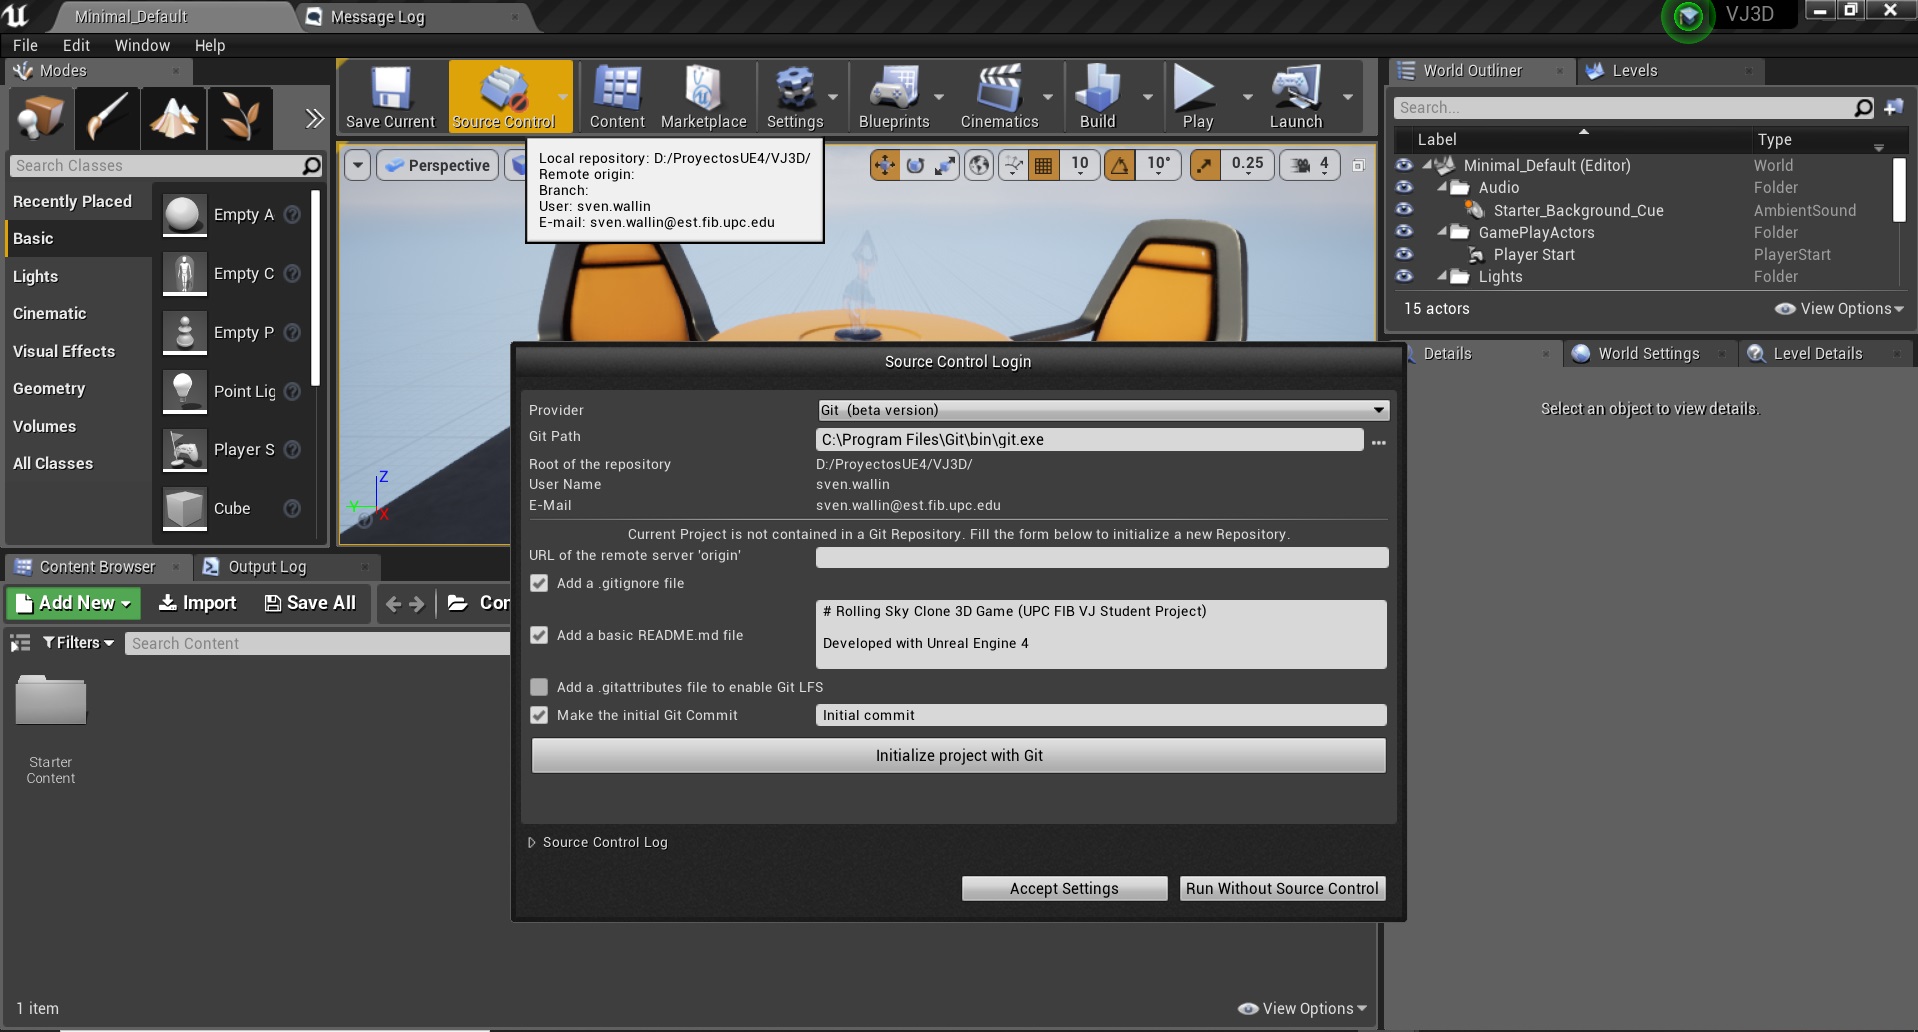 Minimal_Default
Message Log
VJ3D
File Edit Window Help
Modes
Search Classes
Recently Placed
Basic
Lights
Cinematic
Visual Effects
Geometry
Volumes
All Classes
Empty A
Empty C
Empty P
Point Lig
Player S
Cube
Save Current
Source Control
Content
Marketplace
Settings
Blueprints
Cinematics
Build
Play
Launch
Perspective
10
10°
0.25
4
Local repository: D:/ProyectosUE4/VJ3D/
Remote origin:
Branch:
User: sven.wallin
E-mail: sven.wallin@est.fib.upc.edu
Z
Y
X
World Outliner
Levels
Search...
Label Type
Minimal_Default (Editor) World
Audio Folder
Starter_Background_Cue AmbientSound
GamePlayActors Folder
Player Start PlayerStart
Lights Folder
15 actors
View Options
Details
World Settings
Level Details
Select an object to view details.
Source Control Login
Provider Git (beta version)
Git Path C:\Program Files\Git\bin\git.exe ...
Root of the repository D:/ProyectosUE4/VJ3D/
User Name sven.wallin
E-Mail sven.wallin@est.fib.upc.edu
Current Project is not contained in a Git Repository. Fill the form below to initialize a new Repository.
URL of the remote server 'origin'
Add a .gitignore file
Add a basic README.md file
# Rolling Sky Clone 3D Game (UPC FIB VJ Student Project)
Developed with Unreal Engine 4
Add a .gitattributes file to enable Git LFS
Make the initial Git Commit Initial commit
Initialize project with Git
Source Control Log
Accept Settings
Run Without Source Control
Content Browser
Output Log
Add New
Import
Save All
Con
Filters
Search Content
Starter
Content
1 item
View Options